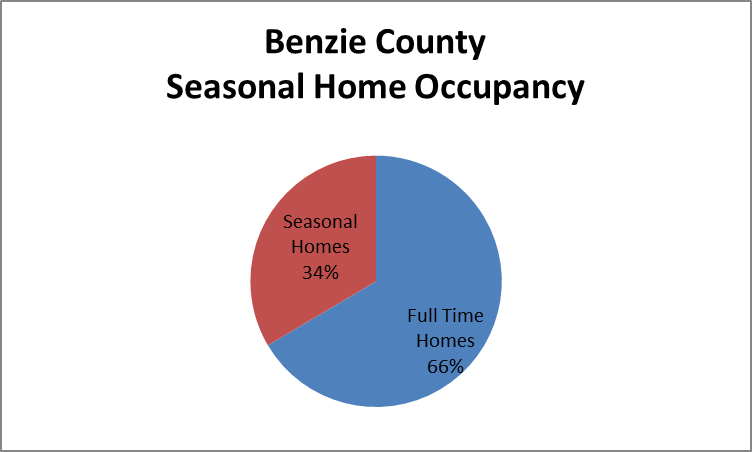 Benzie County
Seasonal Home Occupancy
Seasonal
Homes
34%
Full Time
Homes
66%